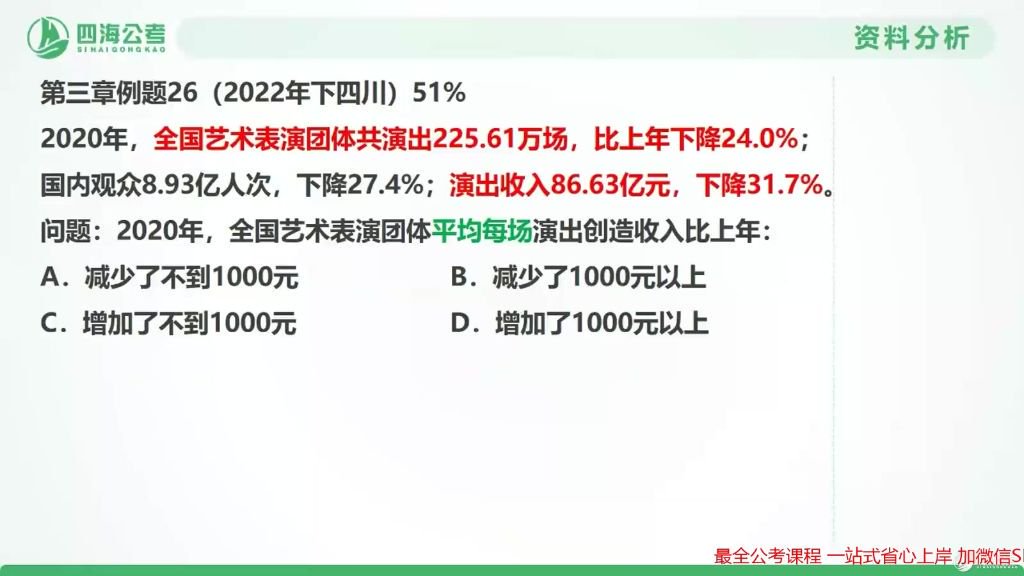 四海公考
SIHAIGONGKAO
资料分析
第三章例题26（2022年下四川）51%
2020年，全国艺术表演团体共演出225.61万场，比上年下降24.0%；
国内观众8.93亿人次，下降27.4%；演出收入86.63亿元，下降31.7%。
问题：2020年，全国艺术表演团体平均每场演出创造收入比上年：
A．减少了不到1000元 B．减少了1000元以上
C．增加了不到1000元 D．增加了1000元以上
最全公考课程 一站式省心上岸 加微信S